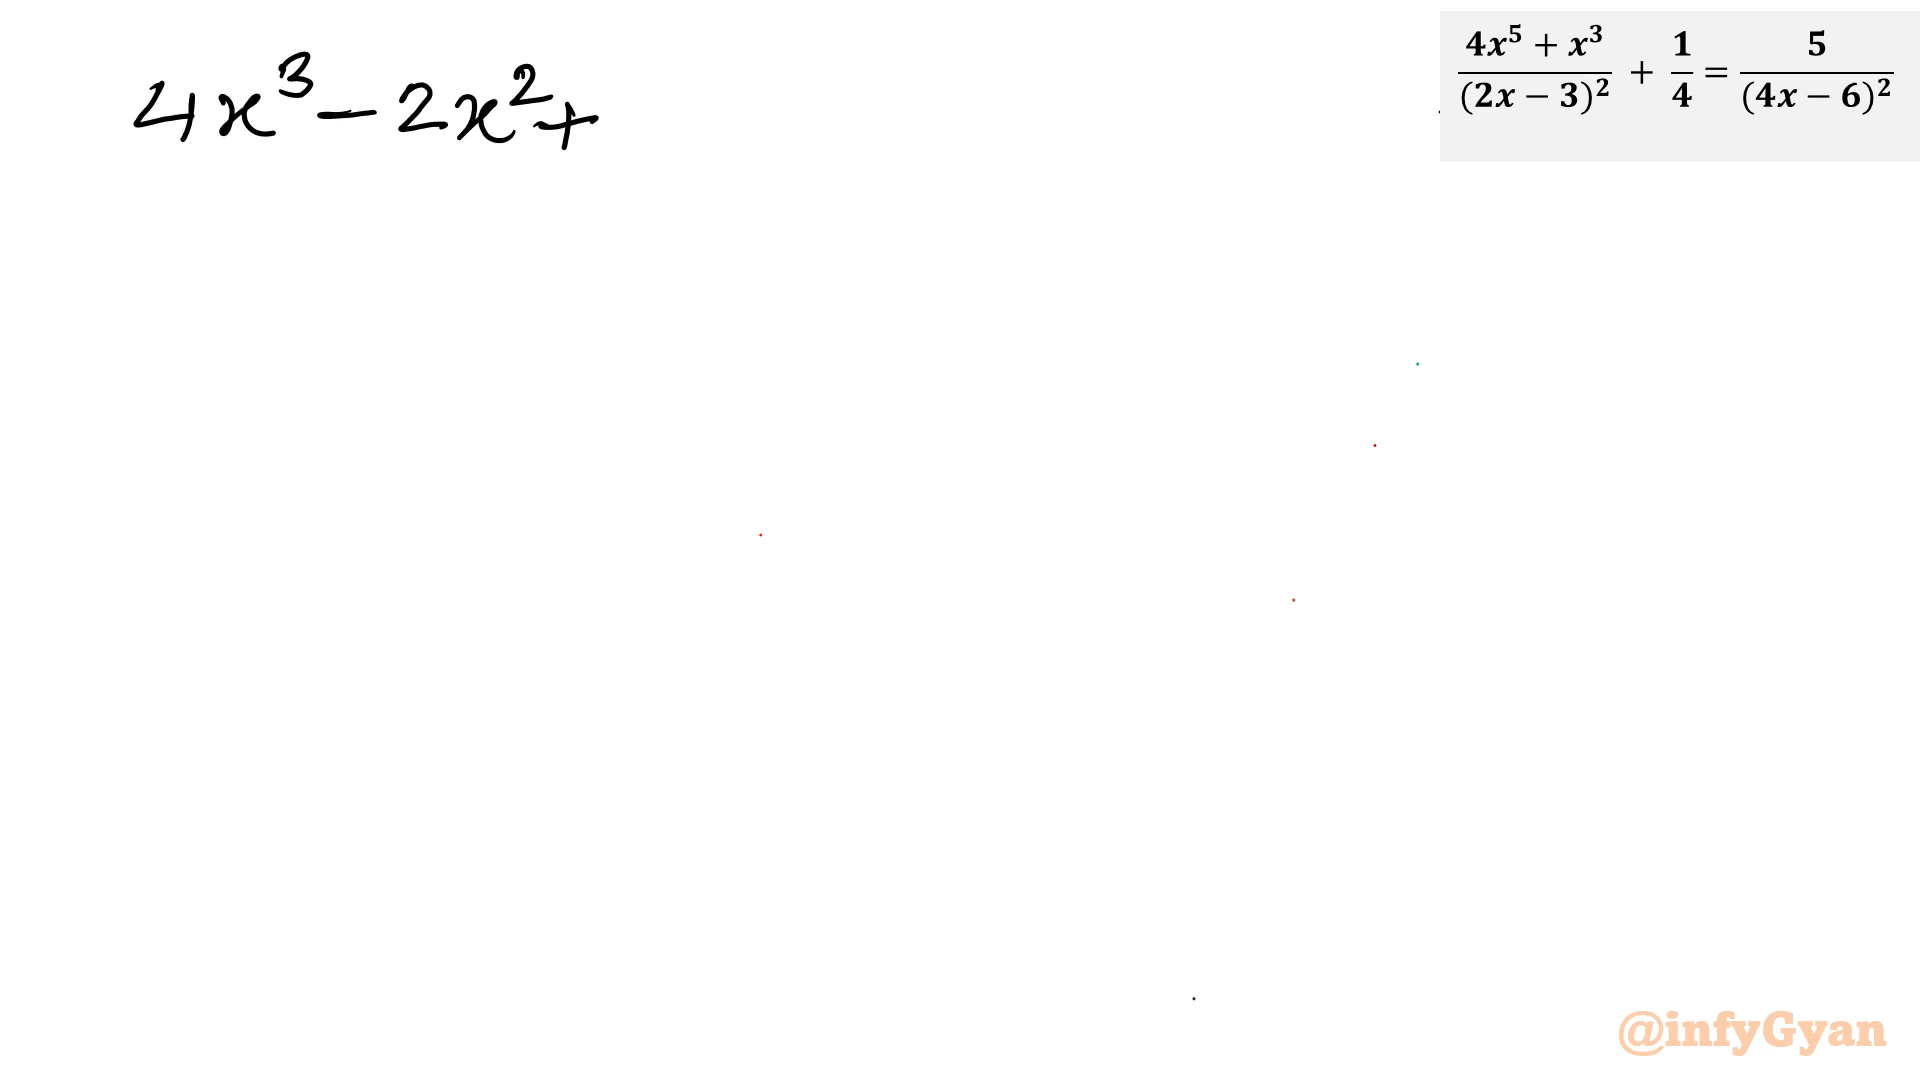 4x³ − 2x² +
(4x⁵ + x³)/(2x − 3)² + 1/4 = 5/(4x − 6)²
@infyGyan